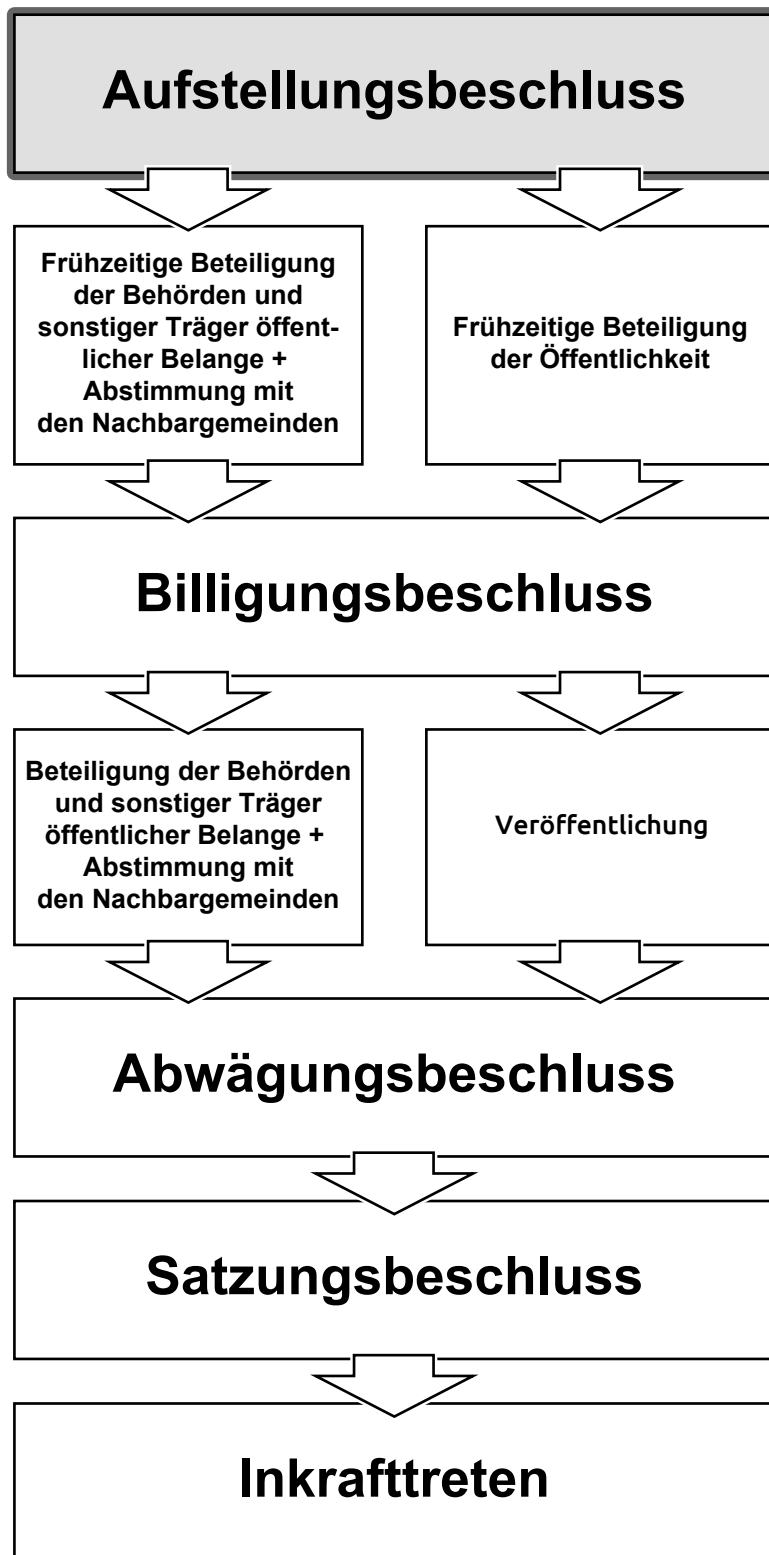 Aufstellungsbeschluss
Frühzeitige Beteiligung
der Behörden und
sonstiger Träger öffent-
licher Belange +
Abstimmung mit
den Nachbargemeinden
Frühzeitige Beteiligung
der Öffentlichkeit
Billigungsbeschluss
Beteiligung der Behörden
und sonstiger Träger
öffentlicher Belange +
Abstimmung mit
den Nachbargemeinden
Veröffentlichung
Abwägungsbeschluss
Satzungsbeschluss
Inkrafttreten